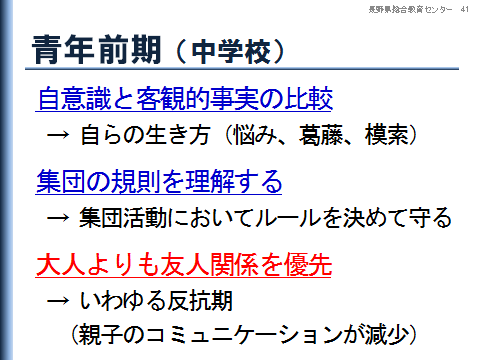 長野県総合教育センター 41
青年前期（中学校）
自意識と客観的事実の比較
→ 自らの生き方（悩み、葛藤、模索）
集団の規則を理解する
→ 集団活動においてルールを決めて守る
大人よりも友人関係を優先
→ いわゆる反抗期
（親子のコミュニケーションが減少）